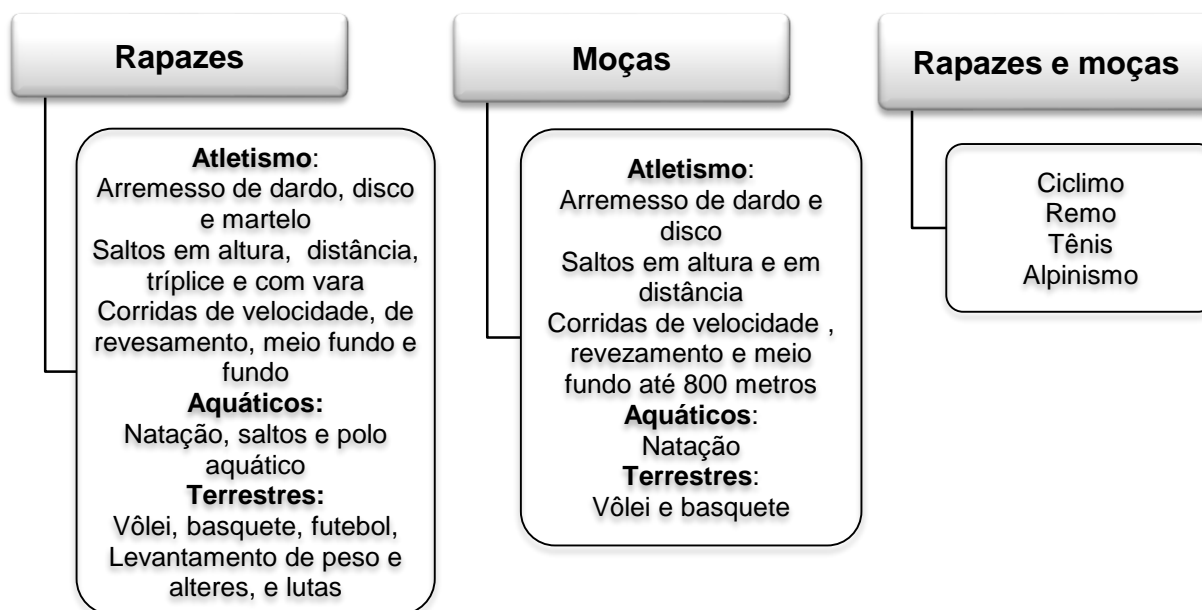 Rapazes
Atletismo:
Arremesso de dardo, disco
e martelo
Saltos em altura, distância,
tríplice e com vara
Corridas de velocidade, de
revesamento, meio fundo e
fundo
Aquáticos:
Natação, saltos e polo
aquático
Terrestres:
Vôlei, basquete, futebol,
Levantamento de peso e
alteres, e lutas
Moças
Atletismo:
Arremesso de dardo e
disco
Saltos em altura e em
distância
Corridas de velocidade ,
revezamento e meio
fundo até 800 metros
Aquáticos:
Natação
Terrestres:
Vôlei e basquete
Rapazes e moças
Ciclimo
Remo
Tênis
Alpinismo